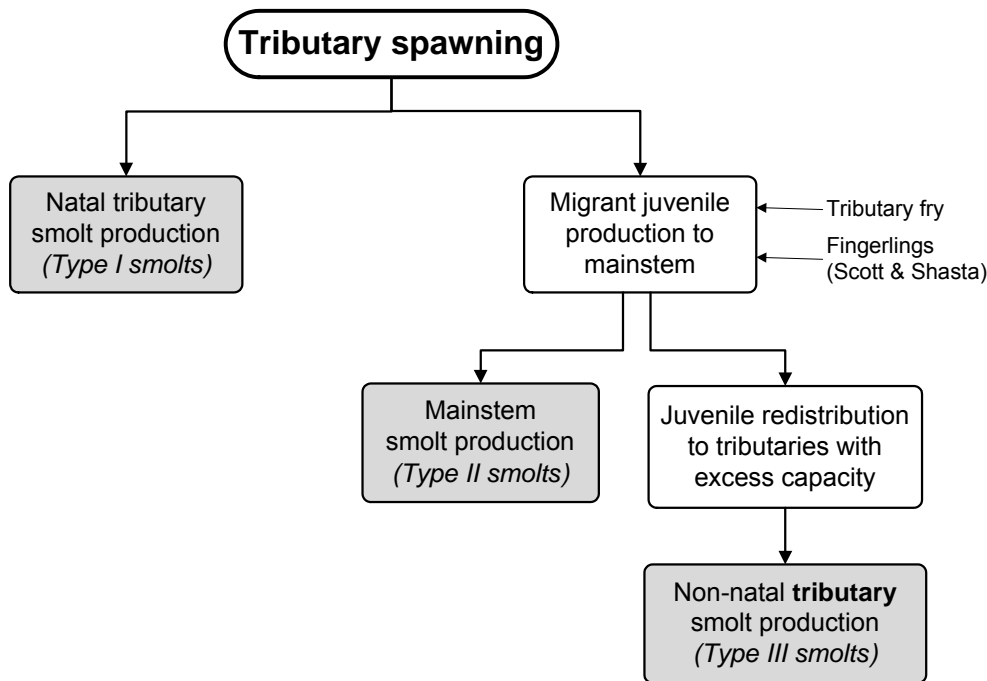 Tributary spawning
Natal tributary
smolt production
(Type I smolts)
Migrant juvenile
production to
mainstem
Tributary fry
Fingerlings
(Scott & Shasta)
Mainstem
smolt production
(Type II smolts)
Juvenile redistribution
to tributaries with
excess capacity
Non-natal tributary
smolt production
(Type III smolts)